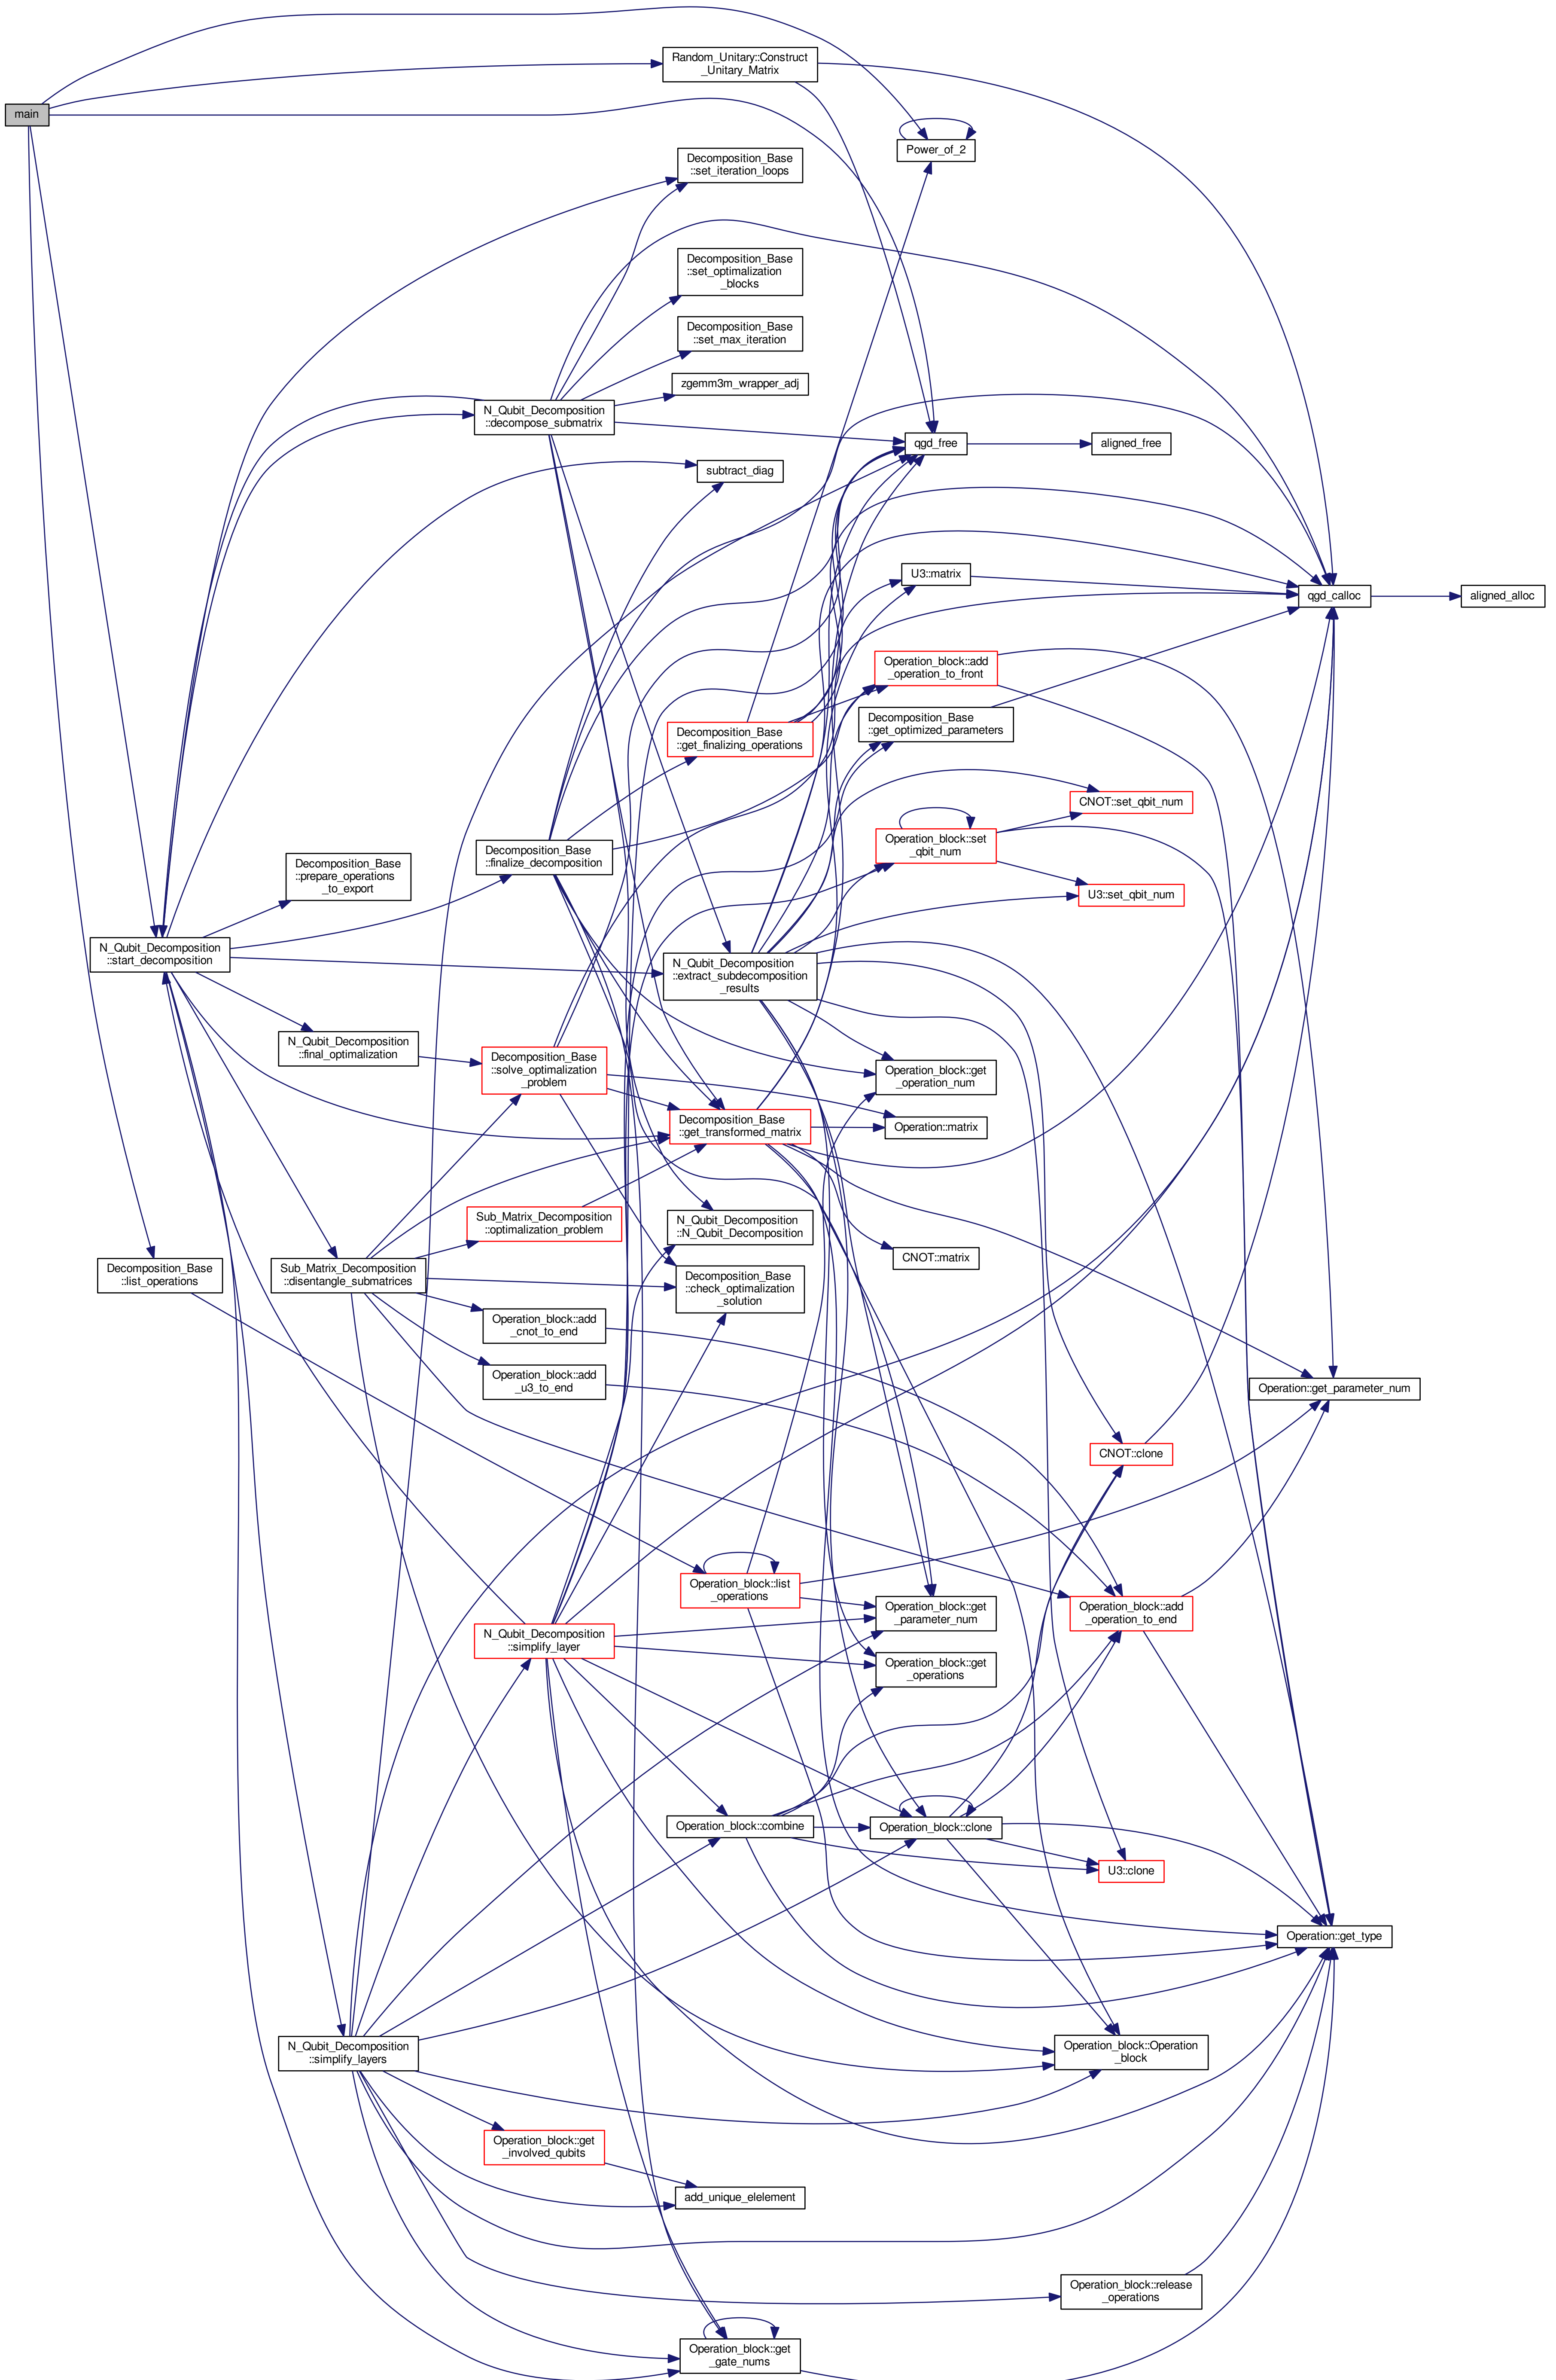 main
Random_Unitary::Construct
_Unitary_Matrix
Power_of_2
Decomposition_Base
::set_iteration_loops
Decomposition_Base
::set_optimalization
_blocks
Decomposition_Base
::set_max_iteration
zgemm3m_wrapper_adj
N_Qubit_Decomposition
::decompose_submatrix
qgd_free
aligned_free
subtract_diag
U3::matrix
qgd_calloc
aligned_alloc
Operation_block::add
_operation_to_front
Decomposition_Base
::get_optimized_parameters
Decomposition_Base
::get_finalizing_operations
CNOT::set_qbit_num
Operation_block::set
_qbit_num
Decomposition_Base
::finalize_decomposition
Decomposition_Base
::prepare_operations
_to_export
U3::set_qbit_num
N_Qubit_Decomposition
::start_decomposition
N_Qubit_Decomposition
::extract_subdecomposition
_results
N_Qubit_Decomposition
::final_optimalization
Decomposition_Base
::solve_optimalization
_problem
Operation_block::get
_operation_num
Decomposition_Base
::get_transformed_matrix
Operation::matrix
Sub_Matrix_Decomposition
::optimalization_problem
N_Qubit_Decomposition
::N_Qubit_Decomposition
CNOT::matrix
Decomposition_Base
::list_operations
Sub_Matrix_Decomposition
::disentangle_submatrices
Decomposition_Base
::check_optimalization
_solution
Operation_block::add
_cnot_to_end
Operation_block::add
_u3_to_end
Operation::get_parameter_num
CNOT::clone
Operation_block::list
_operations
Operation_block::get
_parameter_num
Operation_block::add
_operation_to_end
N_Qubit_Decomposition
::simplify_layer
Operation_block::get
_operations
Operation_block::combine
Operation_block::clone
U3::clone
Operation::get_type
N_Qubit_Decomposition
::simplify_layers
Operation_block::Operation
_block
Operation_block::get
_involved_qubits
add_unique_elelement
Operation_block::release
_operations
Operation_block::get
_gate_nums